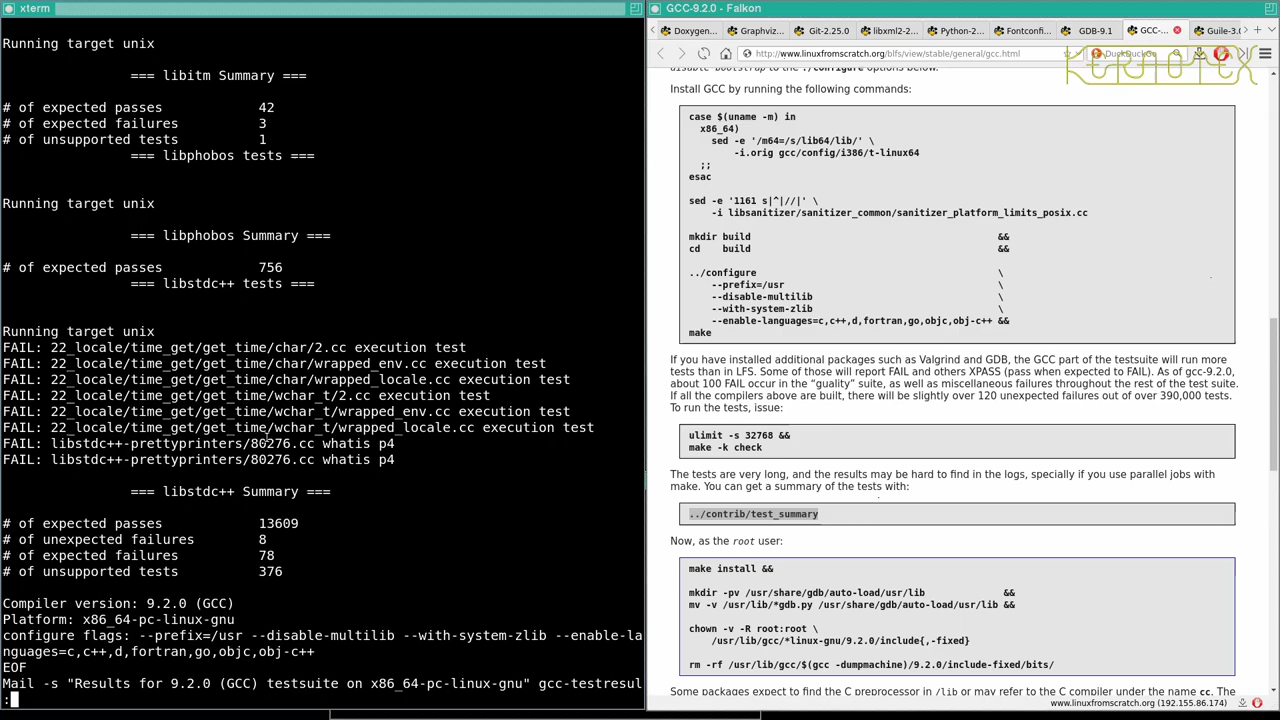 xterm
Running target unix
=== libitm Summary ===
# of expected passes 42
# of expected failures 3
# of unsupported tests 1
=== libphobos tests ===
Running target unix
=== libphobos Summary ===
# of expected passes 756
=== libstdc++ tests ===
Running target unix
FAIL: 22_locale/time_get/get_time/char/2.cc execution test
FAIL: 22_locale/time_get/get_time/char/wrapped_env.cc execution test
FAIL: 22_locale/time_get/get_time/char/wrapped_locale.cc execution test
FAIL: 22_locale/time_get/get_time/wchar_t/2.cc execution test
FAIL: 22_locale/time_get/get_time/wchar_t/wrapped_env.cc execution test
FAIL: 22_locale/time_get/get_time/wchar_t/wrapped_locale.cc execution test
FAIL: libstdc++-prettyprinters/80276.cc whatis p4
FAIL: libstdc++-prettyprinters/80276.cc whatis p4
=== libstdc++ Summary ===
# of expected passes 13609
# of unexpected failures 8
# of expected failures 78
# of unsupported tests 376
Compiler version: 9.2.0 (GCC)
Platform: x86_64-pc-linux-gnu
configure flags: --prefix=/usr --disable-multilib --with-system-zlib --enable-la
nguages=c,c++,d,fortran,go,objc,obj-c++
EOF
Mail -s "Results for 9.2.0 (GCC) testsuite on x86_64-pc-linux-gnu" gcc-testresul
:
GCC-9.2.0 - Falkon
Doxygen... Graphviz... Git-2.25.0 libxml2-2... Python-2... Fontconfi... GDB-9.1 GCC-... Guile-3.0
http://www.linuxfromscratch.org/blfs/view/stable/general/gcc.html DuckDuckGo
KERNOTEX
disable-bootstrap to the ./configure options below.
Install GCC by running the following commands:
case $(uname -m) in
x86_64)
sed -e '/m64=/s/lib64/lib/' \
-i.orig gcc/config/i386/t-linux64
;;
esac
sed -e '1161 s|^|//|' \
-i libsanitizer/sanitizer_common/sanitizer_platform_limits_posix.cc
mkdir build &&
cd build &&
../configure \
--prefix=/usr \
--disable-multilib \
--with-system-zlib \
--enable-languages=c,c++,d,fortran,go,objc,obj-c++ &&
make
If you have installed additional packages such as Valgrind and GDB, the GCC part of the testsuite will run more
tests than in LFS. Some of those will report FAIL and others XPASS (pass when expected to FAIL). As of gcc-9.2.0,
about 100 FAIL occur in the “quality” suite, as well as miscellaneous failures throughout the rest of the test suite.
If all the compilers above are built, there will be slightly over 120 unexpected failures out of over 390,000 tests.
To run the tests, issue:
ulimit -s 32768 &&
make -k check
The tests are very long, and the results may be hard to find in the logs, specially if you use parallel jobs with
make. You can get a summary of the tests with:
../contrib/test_summary
Now, as the root user:
make install &&
mkdir -pv /usr/share/gdb/auto-load/usr/lib &&
mv -v /usr/lib/*gdb.py /usr/share/gdb/auto-load/usr/lib &&
chown -v -R root:root \
/usr/lib/gcc/*linux-gnu/9.2.0/include{,-fixed}
rm -rf /usr/lib/gcc/$(gcc -dumpmachine)/9.2.0/include-fixed/bits/
Some packages expect to find the C preprocessor in /lib or may refer to the C compiler under the name cc. The
www.linuxfromscratch.org (192.155.86.174)